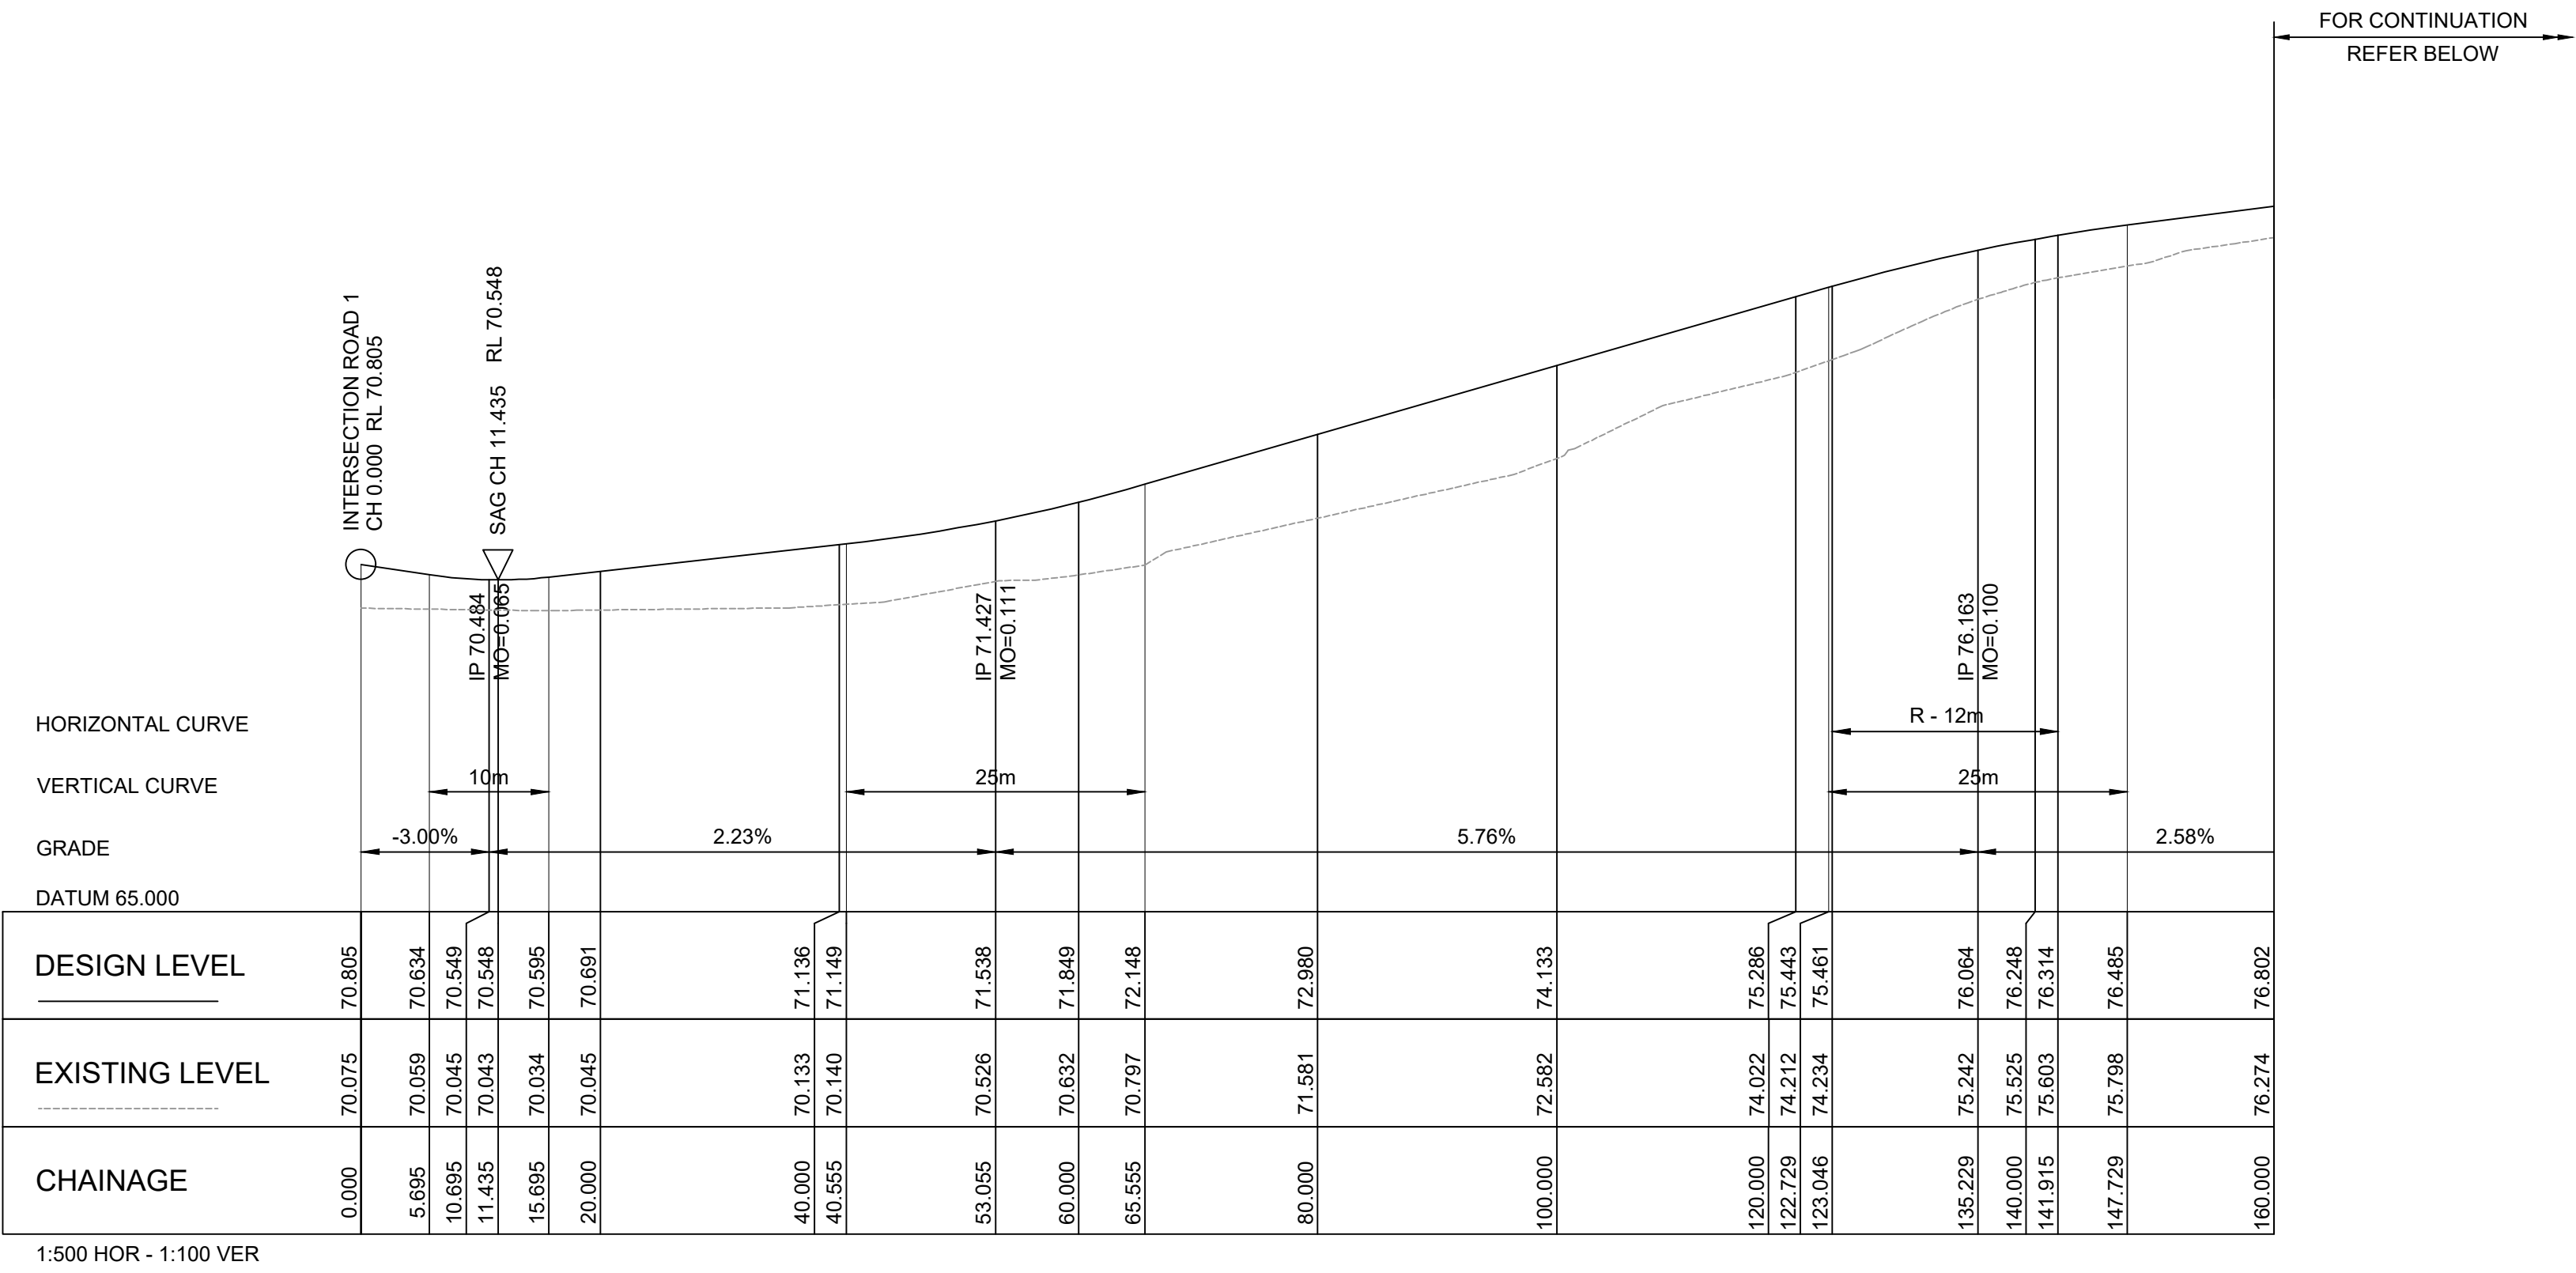 FOR CONTINUATION
REFER BELOW
INTERSECTION ROAD 1
CH 0.000 RL 70.805
SAG CH 11.435 RL 70.548
IP 70.484
MO=0.065
IP 71.427
MO=0.111
IP 76.163
MO=0.100
HORIZONTAL CURVE
R - 12m
VERTICAL CURVE
10m
25m
25m
GRADE
-3.00%
2.23%
5.76%
2.58%
DATUM 65.000
DESIGN LEVEL
70.805
70.634
70.549
70.548
70.595
70.691
71.136
71.149
71.538
71.849
72.148
72.980
74.133
75.286
75.443
75.461
76.064
76.248
76.314
76.485
76.802
EXISTING LEVEL
70.075
70.059
70.045
70.043
70.034
70.045
70.133
70.140
70.526
70.632
70.797
71.581
72.582
74.022
74.212
74.234
75.242
75.525
75.603
75.798
76.274
CHAINAGE
0.000
5.695
10.695
11.435
15.695
20.000
40.000
40.555
53.055
60.000
65.555
80.000
100.000
120.000
122.729
123.046
135.229
140.000
141.915
147.729
160.000
1:500 HOR - 1:100 VER